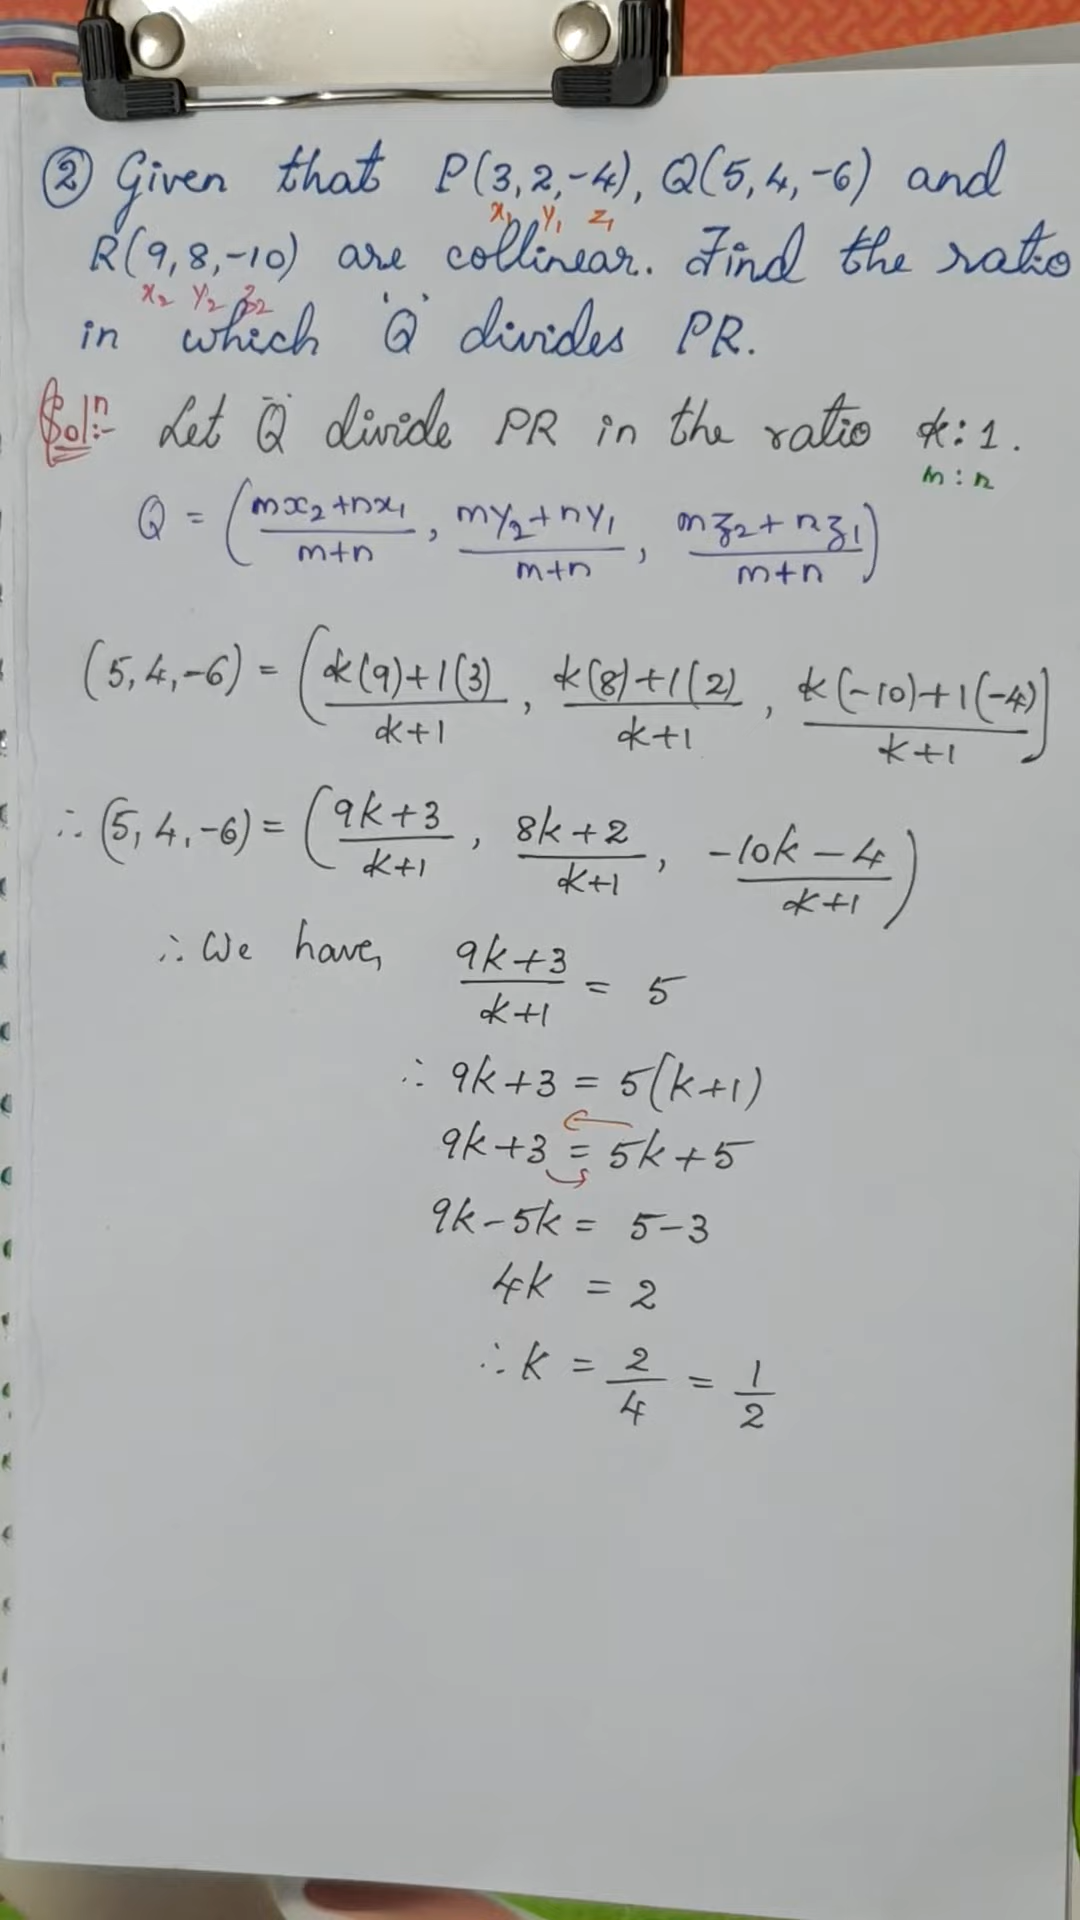 ② Given that P(3,2,-4), Q(5,4,-6) and
x₁ y₁ z₁
R(9,8,-10) are collinear. Find the ratio
x₂ y₂ z₂
in which 'Q' divides PR.
Solⁿ:- Let Q divide PR in the ratio k:1.
m:n
Q = (mx₂+nx₁/m+n, my₂+ny₁/m+n, mz₂+nz₁/m+n)
(5,4,-6) = (k(9)+1(3)/k+1, k(8)+1(2)/k+1, k(-10)+1(-4)/k+1)
∴ (5,4,-6) = (9k+3/k+1, 8k+2/k+1, -10k-4/k+1)
∴ We have, 9k+3/k+1 = 5
∴ 9k+3 = 5(k+1)
9k+3 = 5k+5
9k-5k = 5-3
4k = 2
∴ k = 2/4 = 1/2